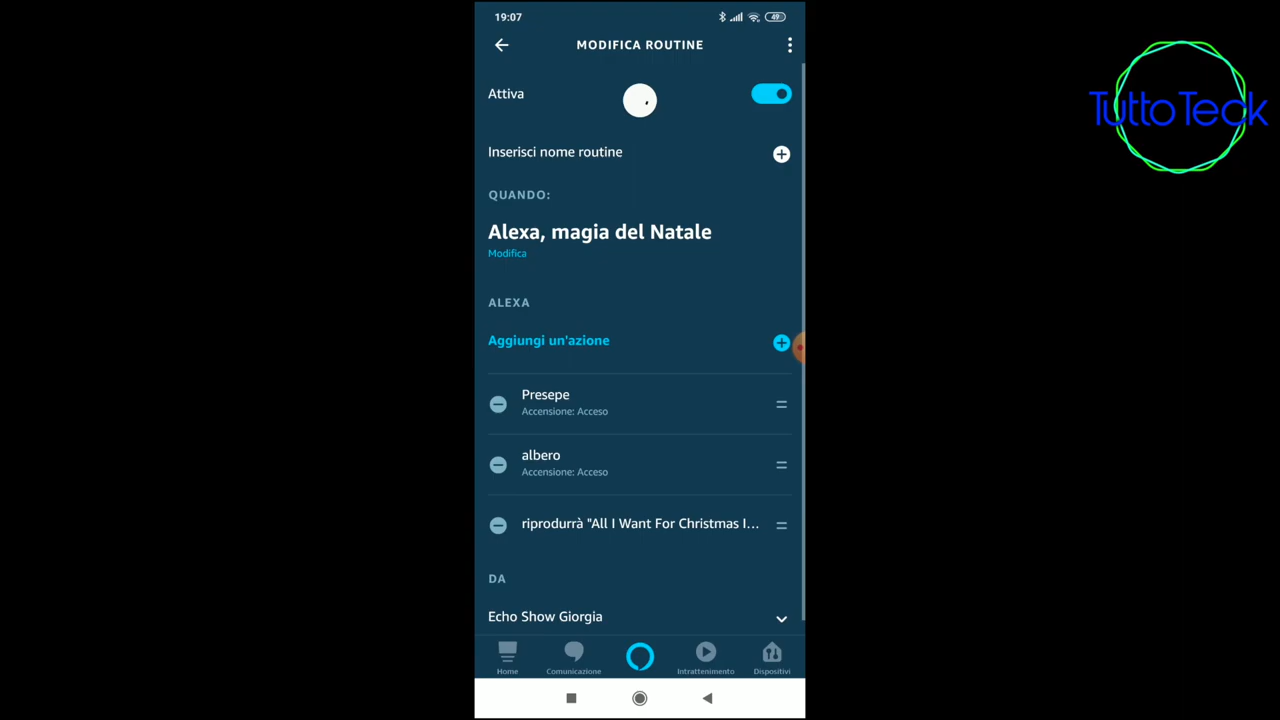 19:07
49
MODIFICA ROUTINE
Attiva
Inserisci nome routine
QUANDO:
Alexa, magia del Natale
Modifica
ALEXA
Aggiungi un'azione
Presepe
Accensione: Acceso
albero
Accensione: Acceso
riprodurrà "All I Want For Christmas I...
DA
Echo Show Giorgia
Home
Comunicazione
Intrattenimento
Dispositivi
TuttoTeck